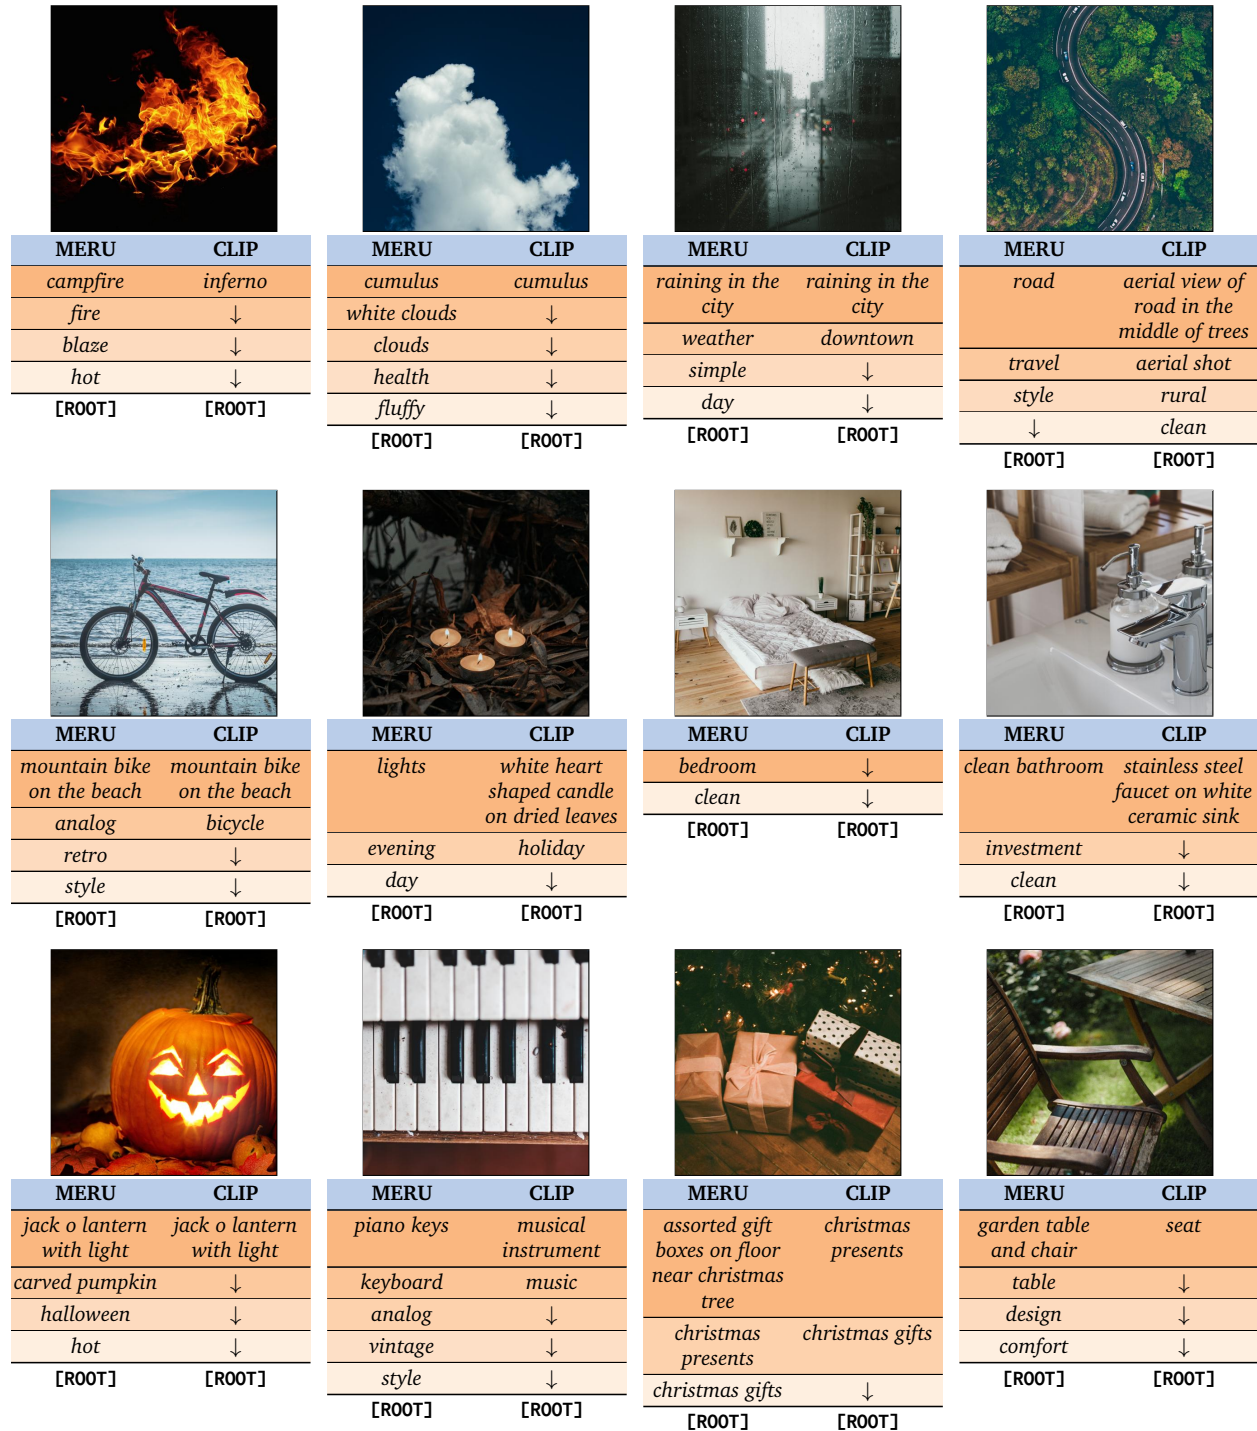 MERU CLIP
campfire inferno
fire ↓
blaze ↓
hot ↓
[ROOT] [ROOT]
MERU CLIP
cumulus cumulus
white clouds ↓
clouds ↓
health ↓
fluffy ↓
[ROOT] [ROOT]
MERU CLIP
raining in the raining in the
city city
weather downtown
simple ↓
day ↓
[ROOT] [ROOT]
MERU CLIP
road aerial view of
road in the
middle of trees
travel aerial shot
style rural
↓ clean
[ROOT] [ROOT]
MERU CLIP
mountain bike mountain bike
on the beach on the beach
analog bicycle
retro ↓
style ↓
[ROOT] [ROOT]
MERU CLIP
lights white heart
shaped candle
on dried leaves
evening holiday
day ↓
[ROOT] [ROOT]
MERU CLIP
bedroom ↓
clean ↓
[ROOT] [ROOT]
MERU CLIP
clean bathroom stainless steel
faucet on white
ceramic sink
investment ↓
clean ↓
[ROOT] [ROOT]
MERU CLIP
jack o lantern jack o lantern
with light with light
carved pumpkin ↓
halloween ↓
hot ↓
[ROOT] [ROOT]
MERU CLIP
piano keys musical
instrument
keyboard music
analog ↓
vintage ↓
style ↓
[ROOT] [ROOT]
MERU CLIP
assorted gift christmas
boxes on floor presents
near christmas
tree
christmas christmas gifts
presents
christmas gifts ↓
[ROOT] [ROOT]
MERU CLIP
garden table seat
and chair
table ↓
design ↓
comfort ↓
[ROOT] [ROOT]